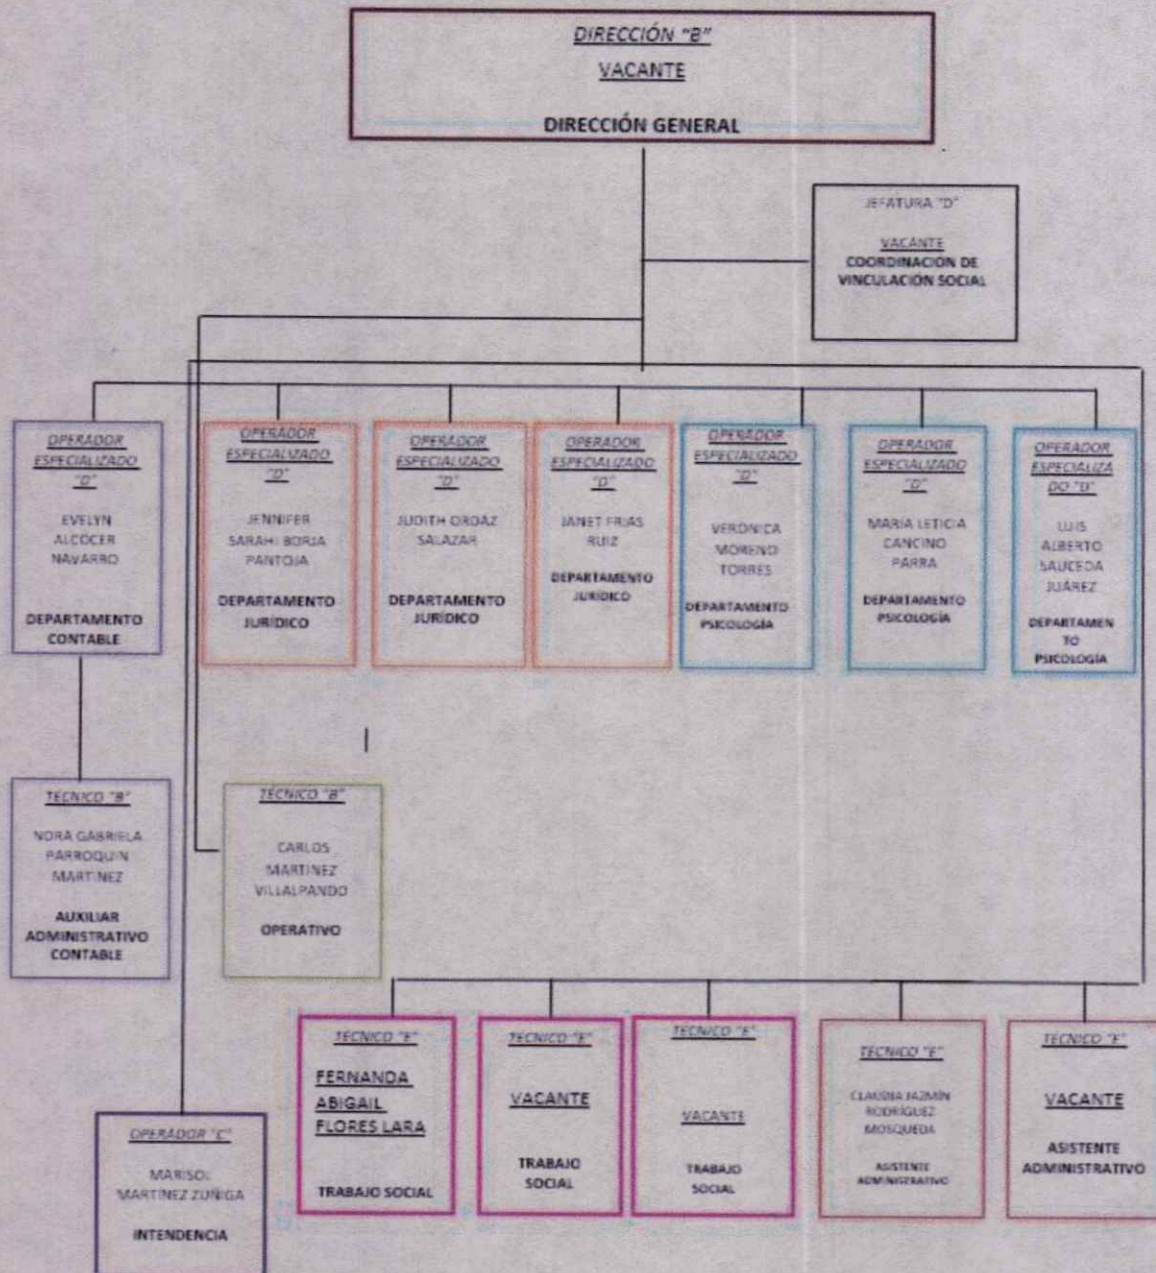 DIRECCIÓN "B"
VACANTE
DIRECCIÓN GENERAL
JEFATURA "D"
VACANTE
COORDINACION DE
VINCULACIÓN SOCIAL
OPERADOR
ESPECIALIZADO
"D"
EVELYN
ALCOCER
NAVARRO
DEPARTAMENTO
CONTABLE
OPERADOR
ESPECIALIZADO
"D"
JENNIFER
SARAHI BORJA
PANTOJA
DEPARTAMENTO
JURÍDICO
OPERADOR
ESPECIALIZADO
"D"
JUDITH ORDAZ
SALAZAR
DEPARTAMENTO
JURÍDICO
OPERADOR
ESPECIALIZADO
"D"
JANET FRIAS
RUIZ
DEPARTAMENTO
JURÍDICO
OPERADOR
ESPECIALIZADO
"D"
VERÓNICA
MORENO
TORRES
DEPARTAMENTO
PSICOLOGÍA
OPERADOR
ESPECIALIZADO
"D"
MARIA LETICIA
CANCINO
PARRA
DEPARTAMENTO
PSICOLOGÍA
OPERADOR
ESPECIALIZA
DO "D"
LUIS
ALBERTO
SAUCEDA
JUÁREZ
DEPARTAMEN
TO
PSICOLOGIA
TÉCNICO "B"
NORA GABRIELA
PARROQUIN
MARTINEZ
AUXILIAR
ADMINISTRATIVO
CONTABLE
TÉCNICO "B"
CARLOS
MARTINEZ
VILLALPANDO
OPERATIVO
TÉCNICO "E"
FERNANDA
ABIGAIL
FLORES LARA
TRABAJO SOCIAL
TÉCNICO "E"
VACANTE
TRABAJO
SOCIAL
TÉCNICO "E"
VACANTE
TRABAJO
SOCIAL
TÉCNICO "E"
CLAUDIA JAZMÍN
RODRÍGUEZ
MOSQUEDA
ASISTENTE
ADMINISTRATIVO
TÉCNICO "E"
VACANTE
ASISTENTE
ADMINISTRATIVO
OPERADOR "C"
MARISOL
MARTINEZ ZUÑIGA
INTENDENCIA